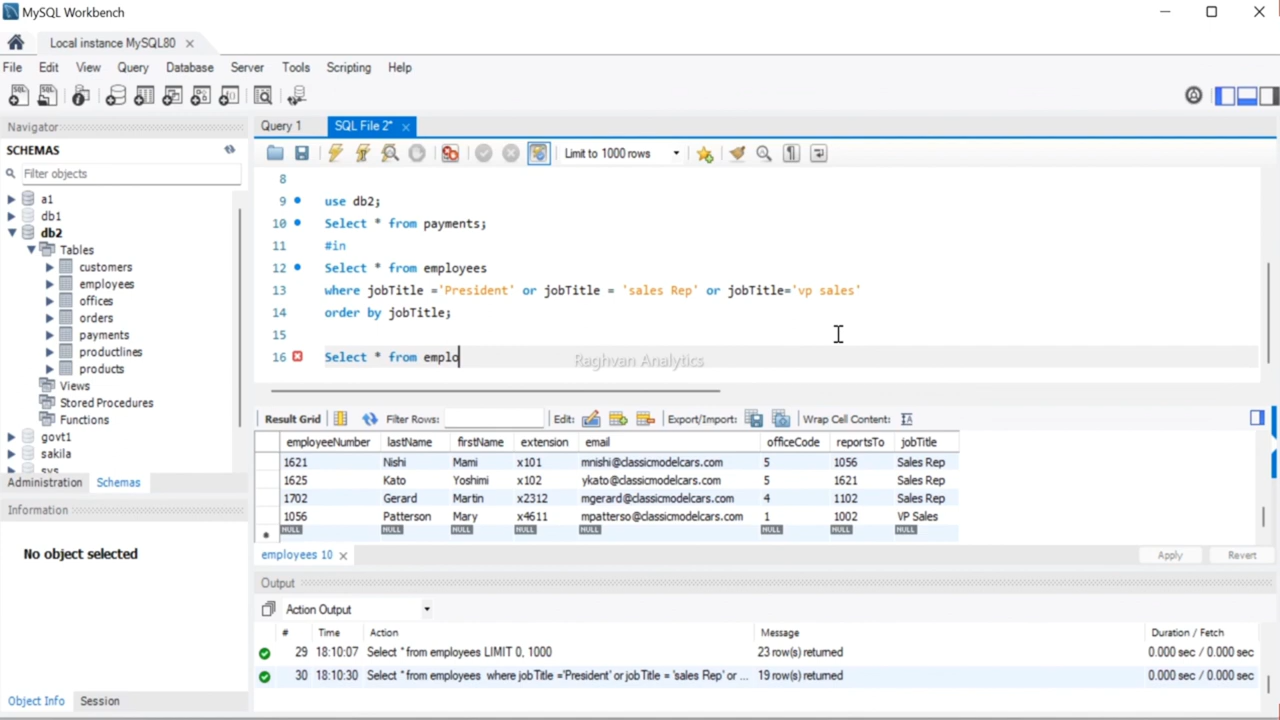 MySQL Workbench
Local instance MySQL80
File Edit View Query Database Server Tools Scripting Help
Navigator
SCHEMAS
Filter objects
a1
db1
db2
Tables
customers
employees
offices
orders
payments
productlines
products
Views
Stored Procedures
Functions
govt1
sakila
sys
Administration Schemas
Information
No object selected
Object Info Session
Query 1 SQL File 2*
Limit to 1000 rows
8
9 use db2;
10 Select * from payments;
11 #in
12 Select * from employees
13 where jobTitle ='President' or jobTitle = 'sales Rep' or jobTitle='vp sales'
14 order by jobTitle;
15
16 Select * from emplo
Raghvan Analytics
Result Grid Filter Rows: Edit: Export/Import: Wrap Cell Content:
employeeNumber lastName firstName extension email officeCode reportsTo jobTitle
1621 Nishi Mami x101 mnishi@classicmodelcars.com 5 1056 Sales Rep
1625 Kato Yoshimi x102 ykato@classicmodelcars.com 5 1621 Sales Rep
1702 Gerard Martin x2312 mgerard@classicmodelcars.com 4 1102 Sales Rep
1056 Patterson Mary x4611 mpatterso@classicmodelcars.com 1 1002 VP Sales
NULL NULL NULL NULL NULL NULL NULL NULL
employees 10 Apply Revert
Output
Action Output
# Time Action Message Duration / Fetch
29 18:10:07 Select * from employees LIMIT 0, 1000 23 row(s) returned 0.000 sec / 0.000 sec
30 18:10:30 Select * from employees where jobTitle ='President' or jobTitle = 'sales Rep' or ... 19 row(s) returned 0.000 sec / 0.000 sec